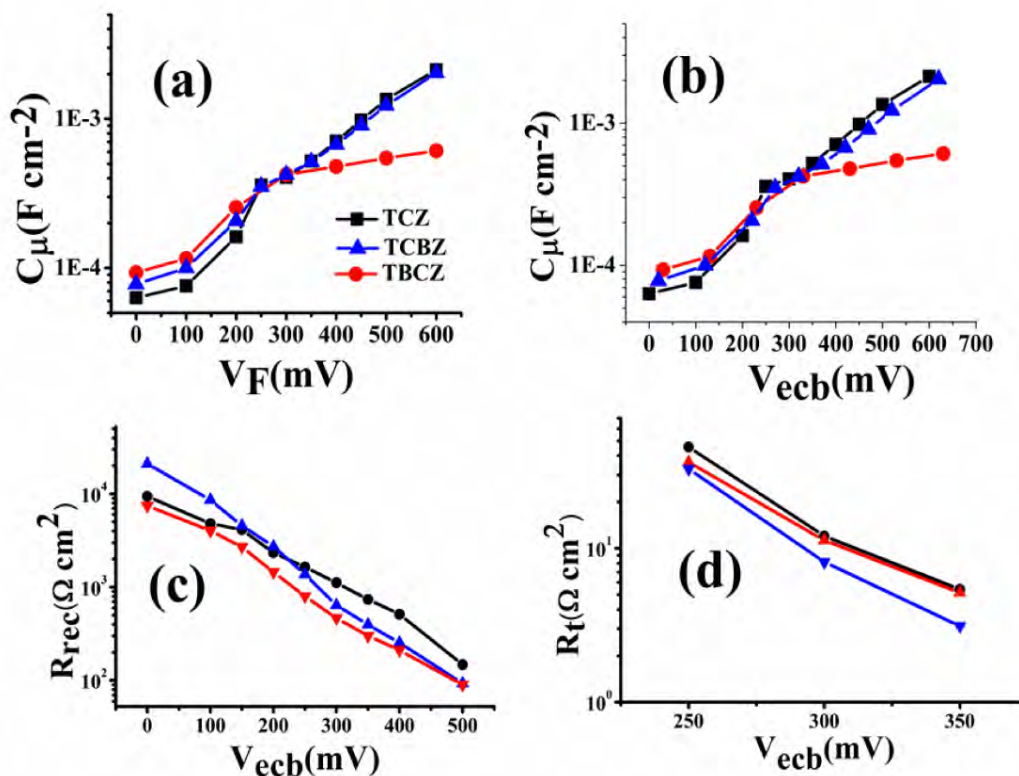 (a)
Cμ(F cm-2)
1E-3
1E-4
TCZ
TCBZ
TBCZ
0 100 200 300 400 500 600
VF(mV)
(b)
Cμ(F cm-2)
1E-3
1E-4
0 100 200 300 400 500 600 700
Vecb(mV)
(c)
Rrec(Ω cm²)
10⁴
10³
10²
0 100 200 300 400 500
Vecb(mV)
(d)
Rt(Ω cm²)
10¹
10⁰
250 300 350
Vecb(mV)